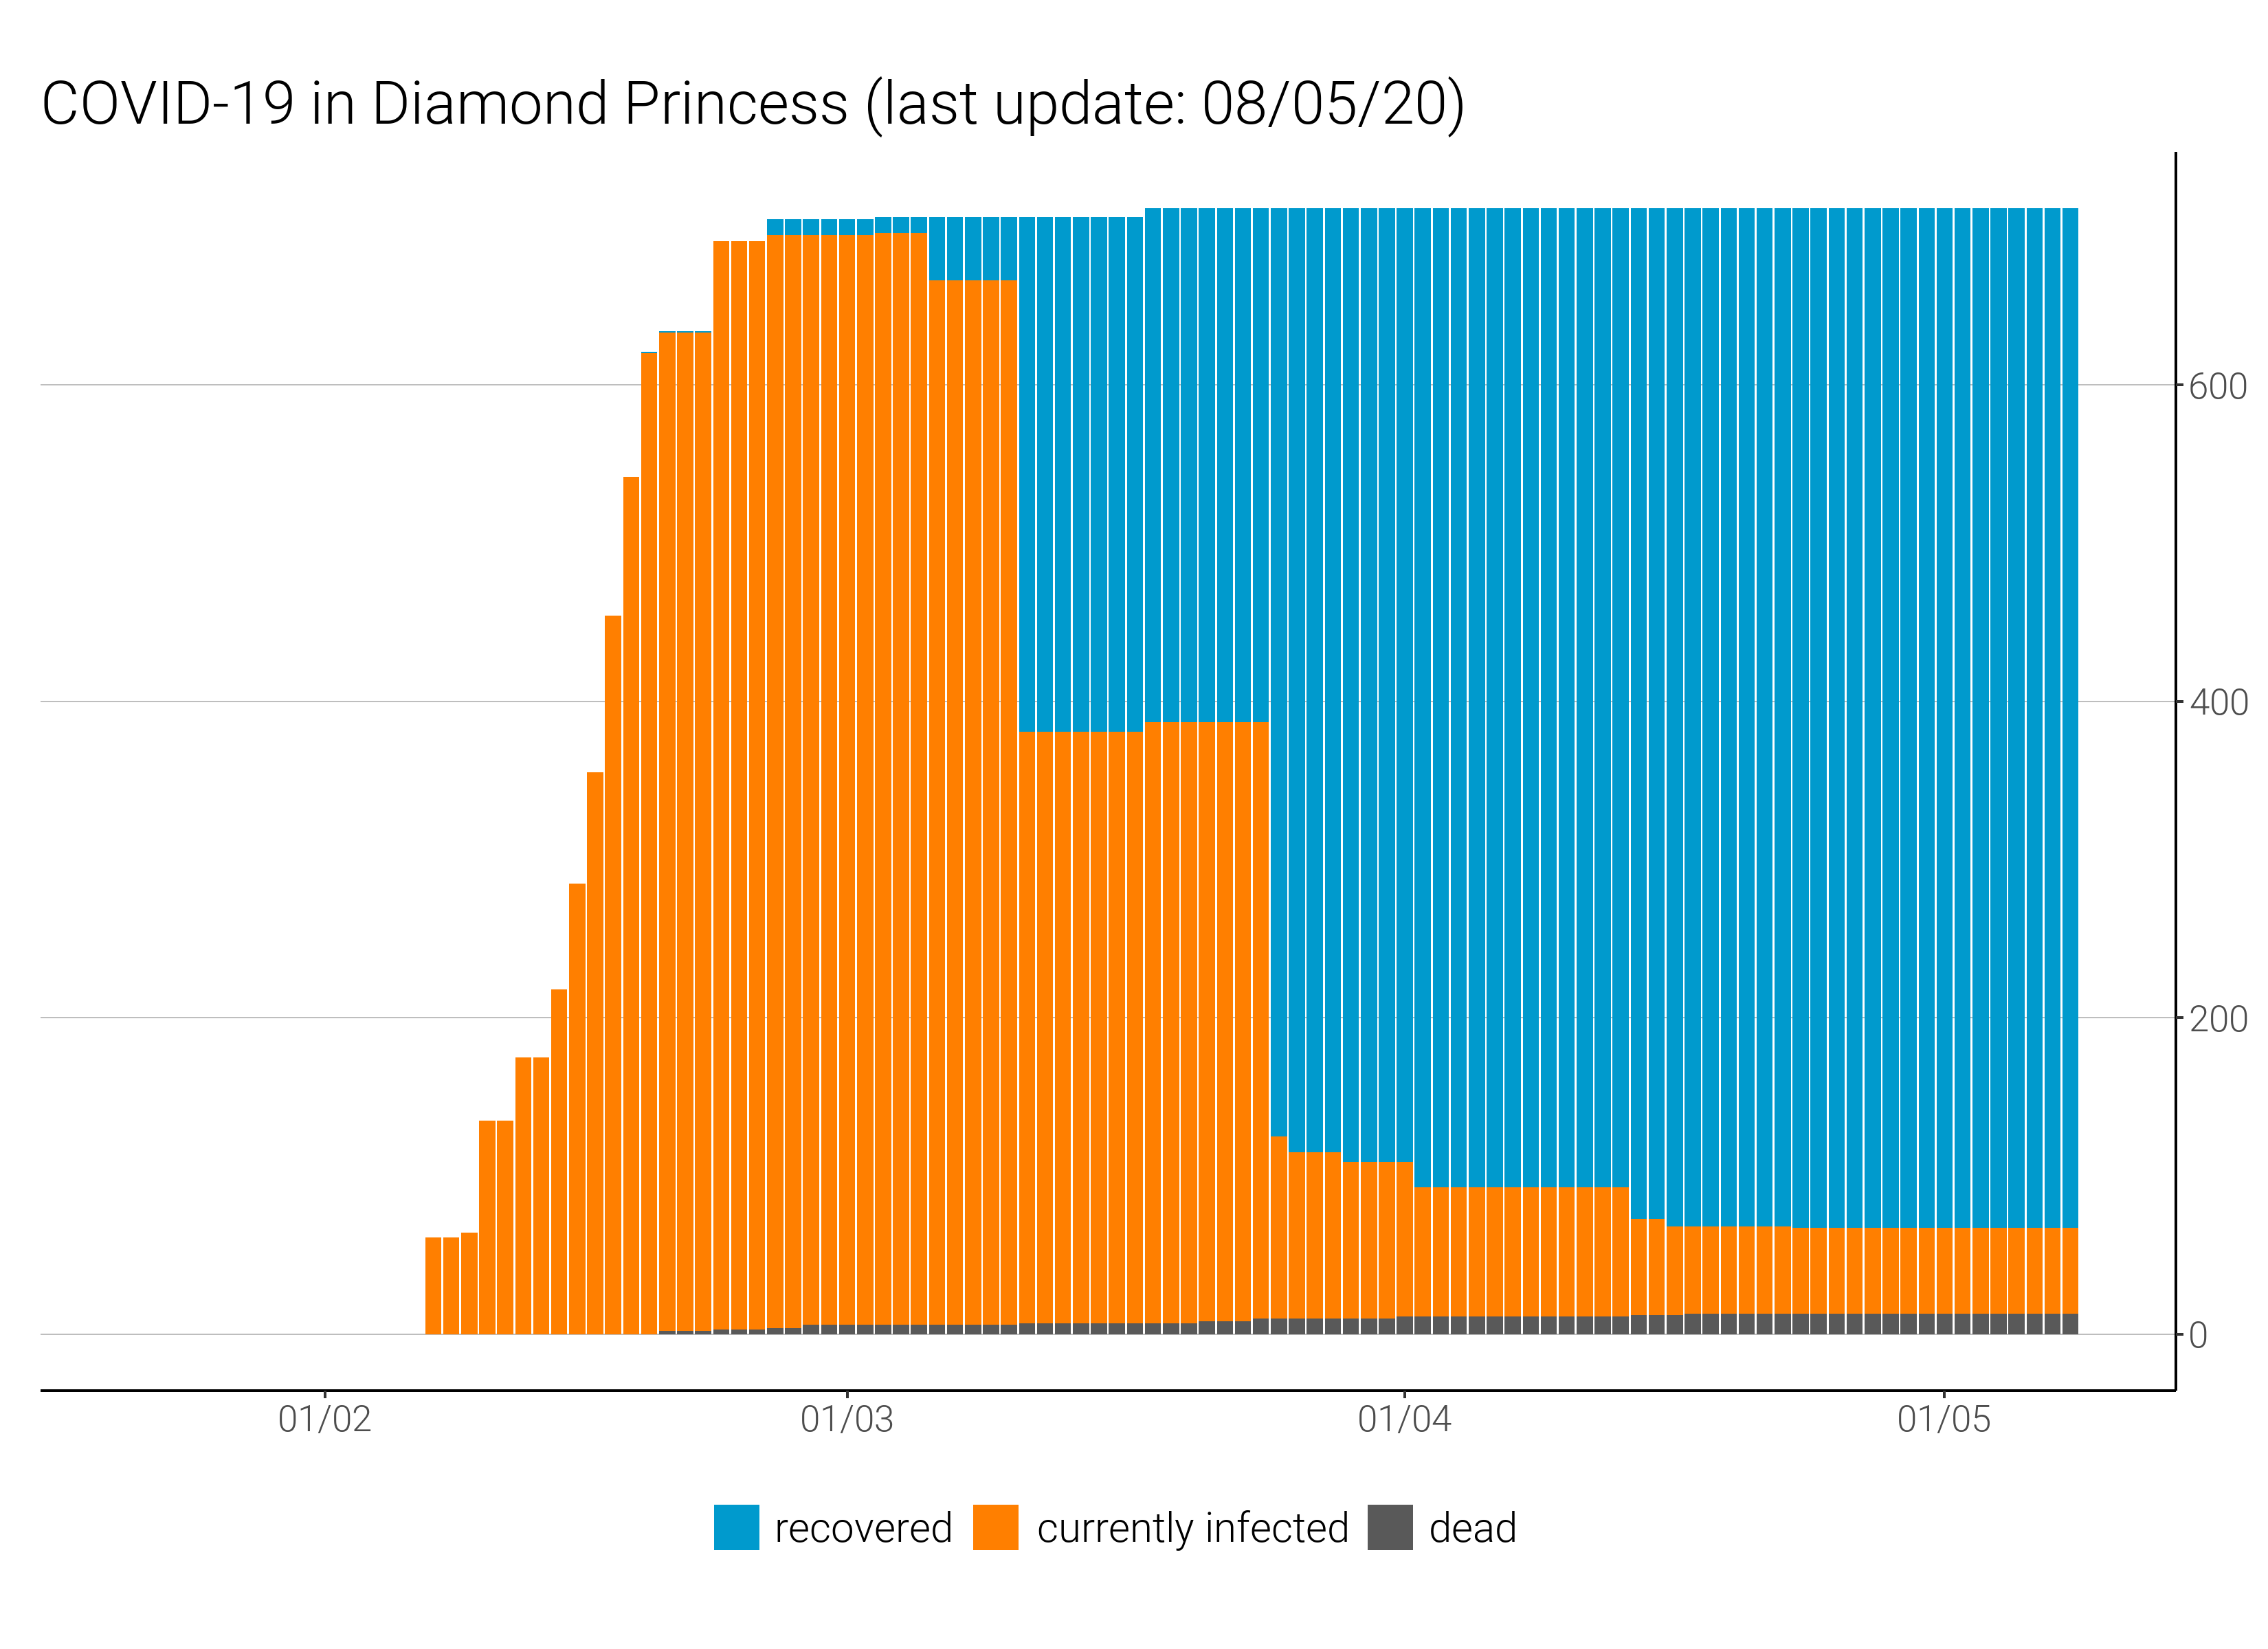 COVID-19 in Diamond Princess (last update: 08/05/20)
600
400
200
0
01/02 01/03 01/04 01/05
recovered currently infected dead